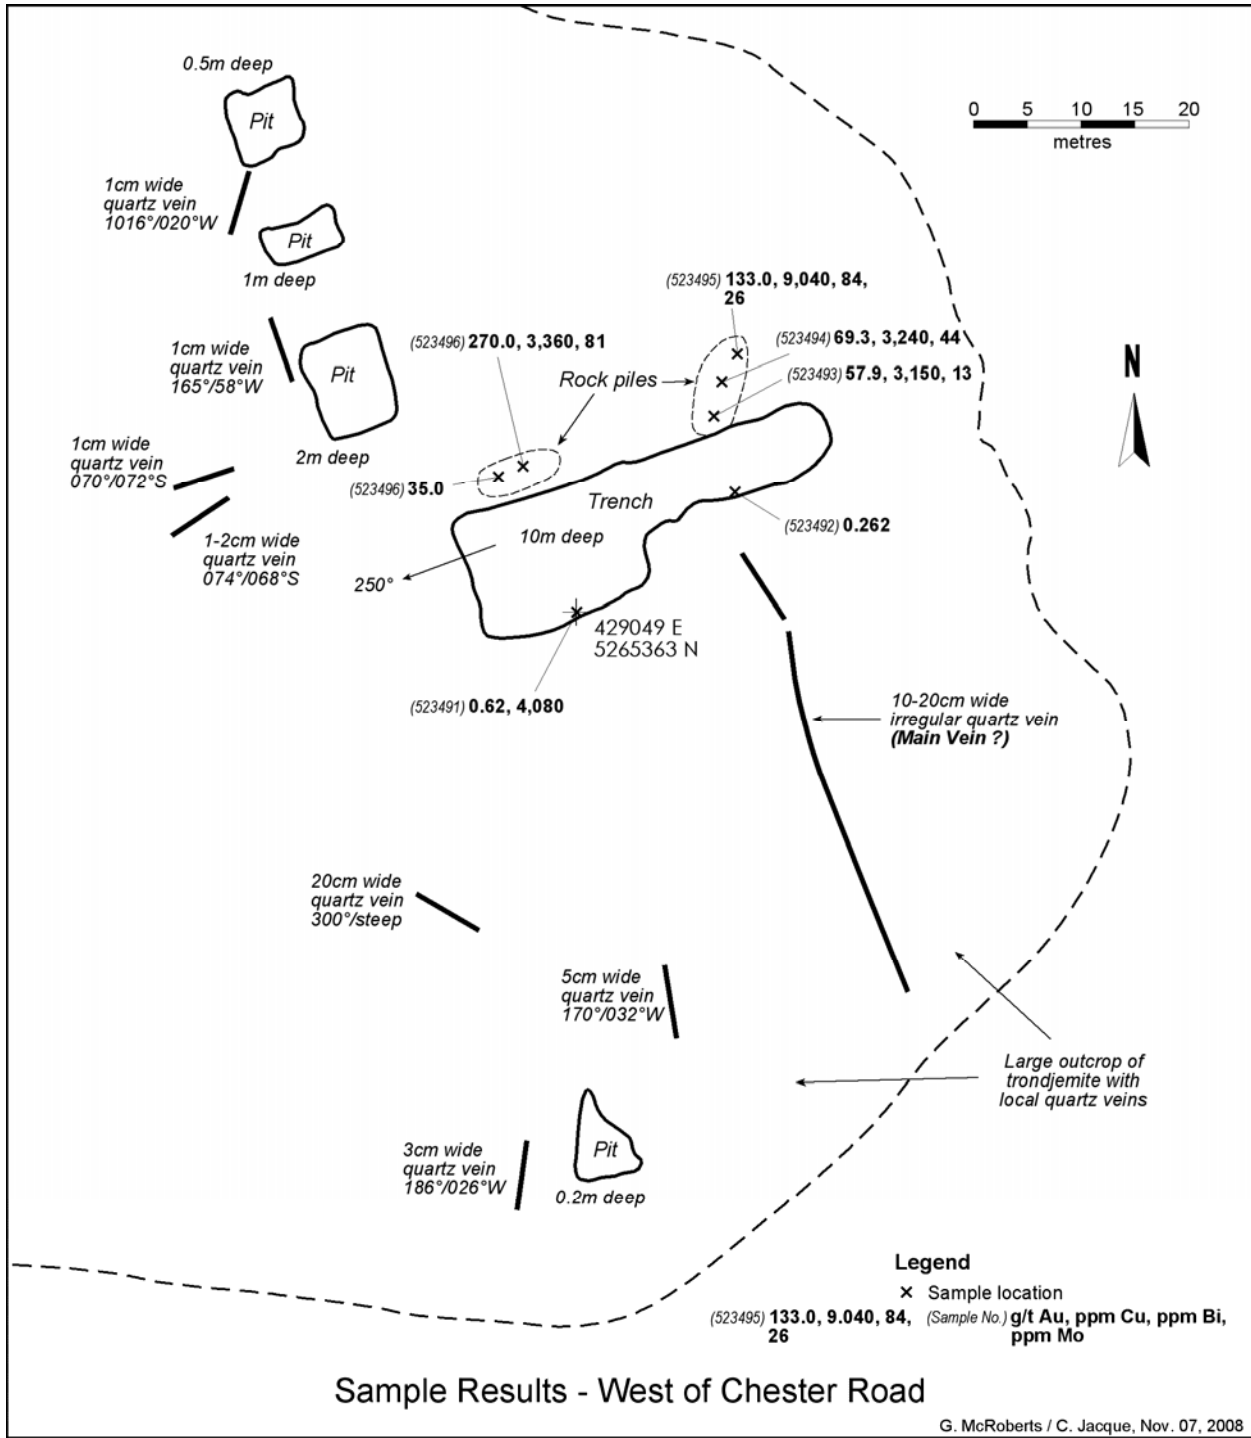 0.5m deep
Pit
0 5 10 15 20
metres
1cm wide
quartz vein
1016°/020°W
Pit
1m deep
(523495) 133.0, 9,040, 84,
26
(523494) 69.3, 3,240, 44
(523493) 57.9, 3,150, 13
(523496) 270.0, 3,360, 81
1cm wide
quartz vein
165°/58°W
Pit
Rock piles
N
2m deep
1cm wide
quartz vein
070°/072°S
(523496) 35.0
Trench
10m deep
(523492) 0.262
1-2cm wide
quartz vein
074°/068°S
250°
429049 E
5265363 N
(523491) 0.62, 4,080
10-20cm wide
irregular quartz vein
(Main Vein ?)
20cm wide
quartz vein
300°/steep
5cm wide
quartz vein
170°/032°W
Large outcrop of
trondjemite with
local quartz veins
3cm wide
quartz vein
186°/026°W
Pit
0.2m deep
Legend
× Sample location
(523495) 133.0, 9.040, 84, (Sample No.) g/t Au, ppm Cu, ppm Bi,
26 ppm Mo
Sample Results - West of Chester Road
G. McRoberts / C. Jacque, Nov. 07, 2008